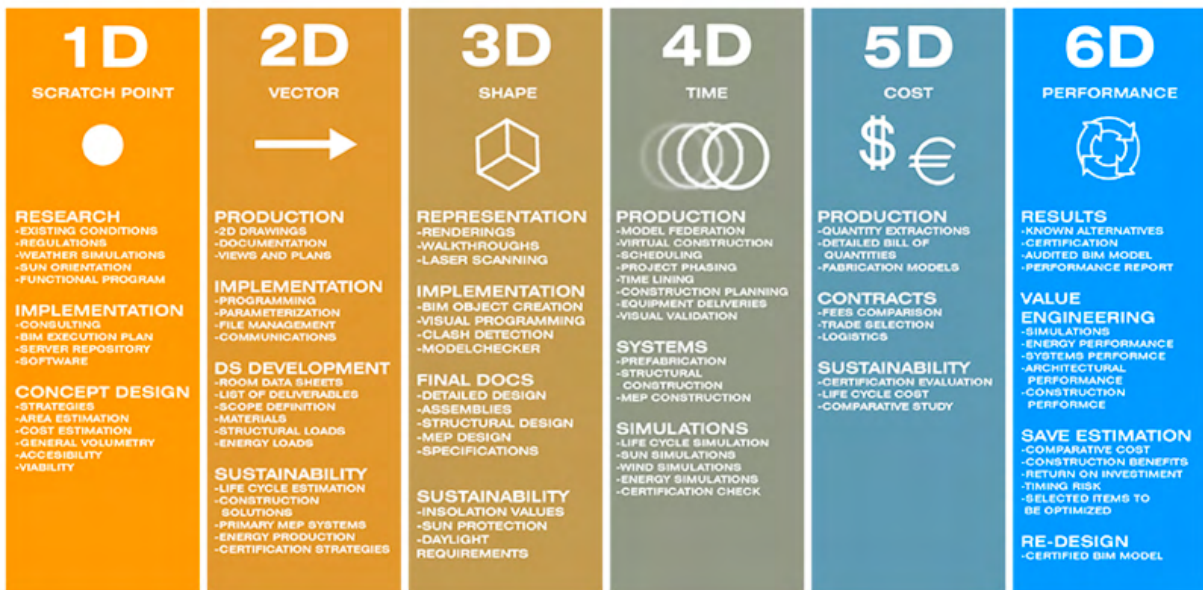 1D
SCRATCH POINT
RESEARCH
-EXISTING CONDITIONS
-REGULATIONS
-WEATHER SIMULATIONS
-SUN ORIENTATION
-FUNCTIONAL PROGRAM
IMPLEMENTATION
-CONSULTING
-BIM EXECUTION PLAN
-SERVER REPOSITORY
-SOFTWARE
CONCEPT DESIGN
-STRATEGIES
-AREA ESTIMATION
-COST ESTIMATION
-GENERAL VOLUMETRY
-ACCESIBILITY
-VIABILITY
2D
VECTOR
PRODUCTION
-2D DRAWINGS
-DOCUMENTATION
-VIEWS AND PLANS
IMPLEMENTATION
-PROGRAMMING
-PARAMETERIZATION
-FILE MANAGEMENT
-COMMUNICATIONS
DS DEVELOPMENT
-ROOM DATA SHEETS
-LIST OF DELIVERABLES
-SCOPE DEFINITION
-MATERIALS
-STRUCTURAL LOADS
-ENERGY LOADS
SUSTAINABILITY
-LIFE CYCLE ESTIMATION
-CONSTRUCTION
SOLUTIONS
-PRIMARY MEP SYSTEMS
-ENERGY PRODUCTION
-CERTIFICATION STRATEGIES
3D
SHAPE
REPRESENTATION
-RENDERINGS
-WALKTHROUGHS
-LASER SCANNING
IMPLEMENTATION
-BIM OBJECT CREATION
-VISUAL PROGRAMMING
-CLASH DETECTION
-MODELCHECKER
FINAL DOCS
-DETAILED DESIGN
-ASSEMBLIES
-STRUCTURAL DESIGN
-MEP DESIGN
-SPECIFICATIONS
SUSTAINABILITY
-INSOLATION VALUES
-SUN PROTECTION
-DAYLIGHT
REQUIREMENTS
4D
TIME
PRODUCTION
-MODEL FEDERATION
-VIRTUAL CONSTRUCTION
-SCHEDULING
-PROJECT PHASING
-TIME LINING
-CONSTRUCTION PLANNING
-EQUIPMENT DELIVERIES
-VISUAL VALIDATION
SYSTEMS
-PREFABRICATION
-STRUCTURAL
CONSTRUCTION
-MEP CONSTRUCTION
SIMULATIONS
-LIFE CYCLE SIMULATION
-SUN SIMULATIONS
-WIND SIMULATIONS
-ENERGY SIMULATIONS
-CERTIFICATION CHECK
5D
COST
$ €
PRODUCTION
-QUANTITY EXTRACTIONS
-DETAILED BILL OF
QUANTITIES
-FABRICATION MODELS
CONTRACTS
-FEES COMPARISON
-TRADE SELECTION
-LOGISTICS
SUSTAINABILITY
-CERTIFICATION EVALUATION
-LIFE CYCLE COST
-COMPARATIVE STUDY
6D
PERFORMANCE
RESULTS
-KNOWN ALTERNATIVES
-CERTIFICATION
-AUDITED BIM MODEL
-PERFORMANCE REPORT
VALUE
ENGINEERING
-SIMULATIONS
-ENERGY PERFORMANCE
-SYSTEMS PERFORMCE
-ARCHITECTURAL
PERFORMANCE
-CONSTRUCTION
PERFORMCE
SAVE ESTIMATION
-COMPARATIVE COST
-CONSTRUCTION BENEFITS
-RETURN ON INVESTIMENT
-TIMING RISK
-SELECTED ITEMS TO
BE OPTIMIZED
RE-DESIGN
-CERTIFIED BIM MODEL